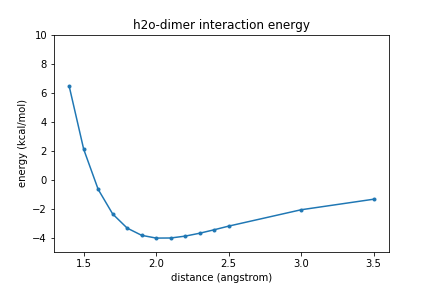 h2o-dimer interaction energy
10
8
6
4
2
0
−2
−4
energy (kcal/mol)
1.5 2.0 2.5 3.0 3.5
distance (angstrom)